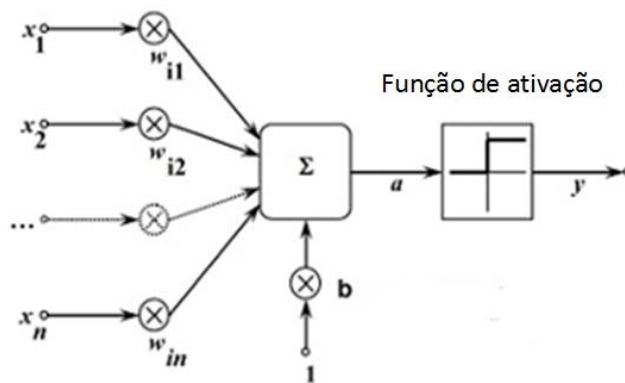 x1
wi1
Função de ativação
x2
wi2
Σ
a
y
...
b
xn
win
1